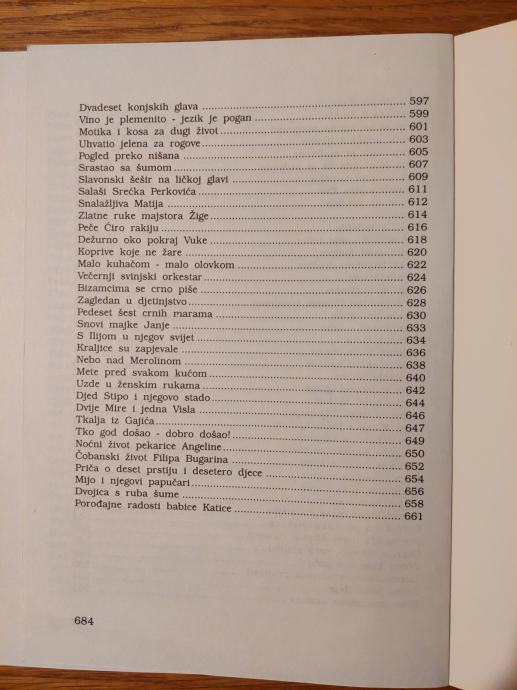 Dvadeset konjskih glava ........ 597
Vino je plemenito - jezik je pogan ........ 599
Motika i kosa za dugi život ........ 601
Uhvatio jelena za rogove ........ 603
Pogled preko nišana ........ 605
Srastao sa šumom ........ 607
Slavonski šešir na ličkoj glavi ........ 609
Salaši Srećka Perkovića ........ 611
Snalažljiva Matija ........ 612
Zlatne ruke majstora Žige ........ 614
Peče Ćiro rakiju ........ 616
Dežurno oko pokraj Vuke ........ 618
Koprive koje ne žare ........ 620
Malo kuhačom - malo olovkom ........ 622
Večernji svinjski orkestar ........ 624
Bizamcima se crno piše ........ 626
Zagledan u djetinjstvo ........ 628
Pedeset šest crnih marama ........ 630
Snovi majke Janje ........ 633
S Ilijom u njegov svijet ........ 634
Kraljice su zapjevale ........ 636
Nebo nad Merolinom ........ 638
Mete pred svakom kućom ........ 640
Uzde u ženskim rukama ........ 642
Djed Stipo i njegovo stado ........ 644
Dvije Mire i jedna Visla ........ 646
Tkalja iz Gajića ........ 647
Tko god došao - dobro došao! ........ 649
Noćni život pekarice Angeline ........ 650
Čobanski život Filipa Bugarina ........ 652
Priča o deset prstiju i desetero djece ........ 654
Mijo i njegovi papučari ........ 656
Dvojica s ruba šume ........ 658
Porođajne radosti babice Katice ........ 661
684